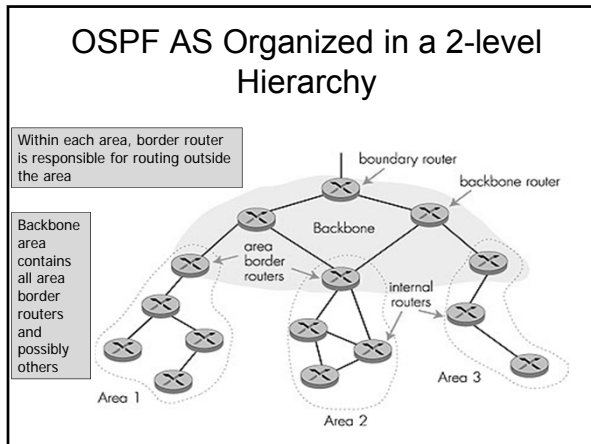 OSPF AS Organized in a 2-level
Hierarchy
Within each area, border router
is responsible for routing outside
the area
boundary router
backbone router
Backbone
Backbone
area
contains
all area
border
routers
and
possibly
others
area
border
routers
internal
routers
Area 1
Area 2
Area 3